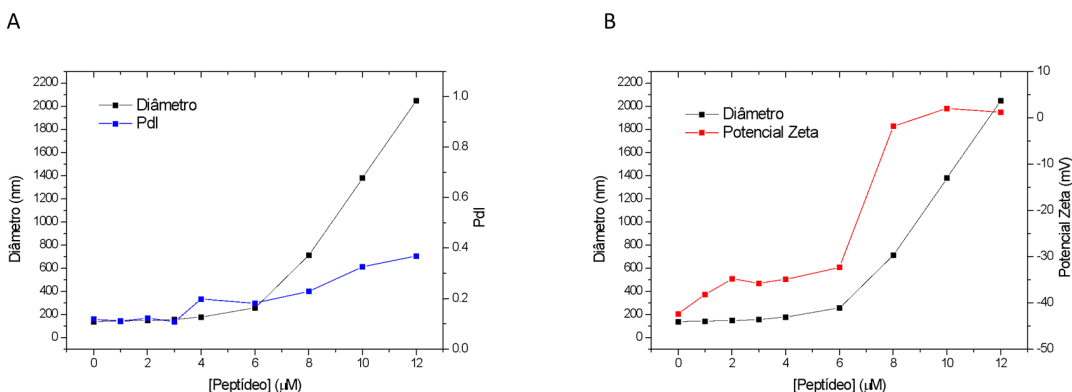 A
B
2200
2000
1800
1600
1400
1200
1000
800
600
400
200
0
Diâmetro (nm)
Diâmetro
PdI
1.0
0.8
0.6
0.4
0.2
0.0
PdI
0 2 4 6 8 10 12
[Peptídeo] (µM)
2200
2000
1800
1600
1400
1200
1000
800
600
400
200
0
Diâmetro (nm)
Diâmetro
Potencial Zeta
10
0
-10
-20
-30
-40
-50
Potencial Zeta (mV)
0 2 4 6 8 10 12
[Peptídeo] (µM)